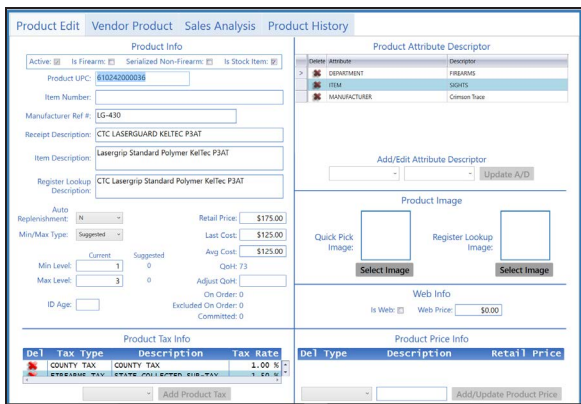 Product Edit Vendor Product Sales Analysis Product History
Product Info
Active: Is Firearm: Serialized Non-Firearm: Is Stock Item:
Product UPC: 610242000036
Item Number:
Manufacturer Ref #: LG-430
Receipt Description: CTC LASERGUARD KELTEC P3AT
Item Description: Lasergrip Standard Polymer KelTec P3AT
Register Lookup Description: CTC Lasergrip Standard Polymer KelTec P3AT
Auto Replenishment: N
Retail Price: $175.00
Min/Max Type: Suggested
Last Cost: $125.00
Current Suggested
Avg Cost: $125.00
Min Level: 1 0
QoH: 73
Max Level: 3 0
Adjust QoH:
On Order: 0
ID Age:
Excluded On Order: 0
Committed: 0
Product Attribute Descriptor
Delete Attribute Descriptor
> DEPARTMENT FIREARMS
ITEM SIGHTS
MANUFACTURER Crimson Trace
Add/Edit Attribute Descriptor
Update A/D
Product Image
Quick Pick Image:
Register Lookup Image:
Select Image Select Image
Web Info
Is Web: Web Price: $0.00
Product Tax Info
Del Tax Type Description Tax Rate
COUNTY TAX COUNTY TAX 1.00 %
FIREARMS TAX STATE COLLECTED SUB-TAX 1.50 %
Add Product Tax
Product Price Info
Del Type Description Retail Price
Add/Update Product Price